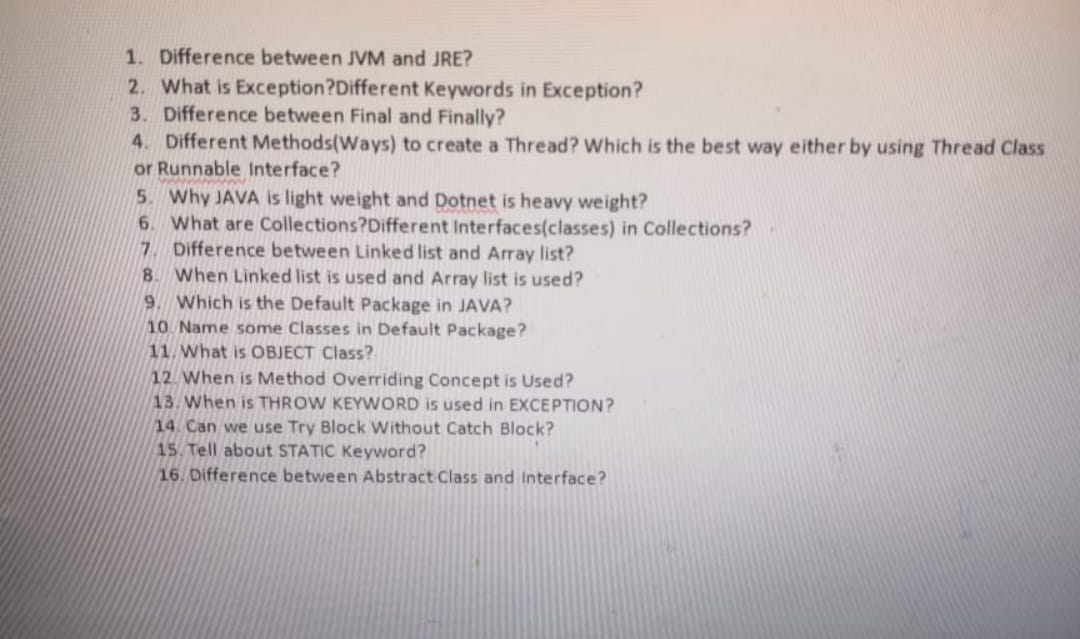 1. Difference between JVM and JRE?
2. What is Exception?Different Keywords in Exception?
3. Difference between Final and Finally?
4. Different Methods(Ways) to create a Thread? Which is the best way either by using Thread Class
or Runnable Interface?
5. Why JAVA is light weight and Dotnet is heavy weight?
6. What are Collections?Different Interfaces(classes) in Collections?
7. Difference between Linked list and Array list?
8. When Linked list is used and Array list is used?
9. Which is the Default Package in JAVA?
10. Name some Classes in Default Package?
11. What is OBJECT Class?
12. When is Method Overriding Concept is Used?
13. When is THROW KEYWORD is used in EXCEPTION?
14. Can we use Try Block Without Catch Block?
15. Tell about STATIC Keyword?
16. Difference between Abstract Class and Interface?